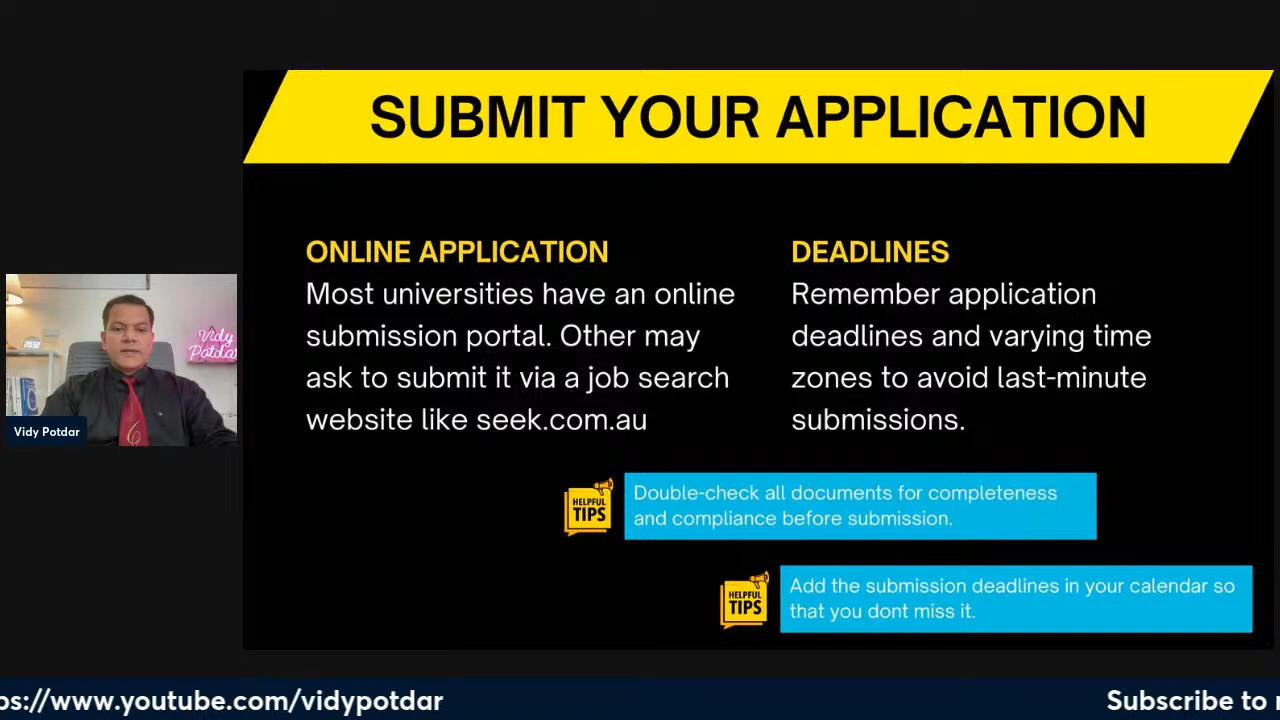 SUBMIT YOUR APPLICATION
ONLINE APPLICATION
Most universities have an online
submission portal. Other may
ask to submit it via a job search
website like seek.com.au
DEADLINES
Remember application
deadlines and varying time
zones to avoid last-minute
submissions.
HELPFUL
TIPS
Double-check all documents for completeness
and compliance before submission.
HELPFUL
TIPS
Add the submission deadlines in your calendar so
that you dont miss it.
Vidy
Potdar
Vidy Potdar
ps://www.youtube.com/vidypotdar
Subscribe to